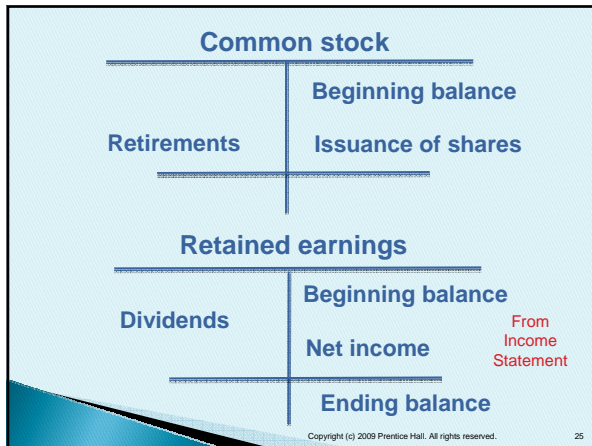 Common stock
Beginning balance
Retirements
Issuance of shares
Retained earnings
Beginning balance
Dividends
Net income
From
Income
Statement
Ending balance
Copyright (c) 2009 Prentice Hall. All rights reserved.
25